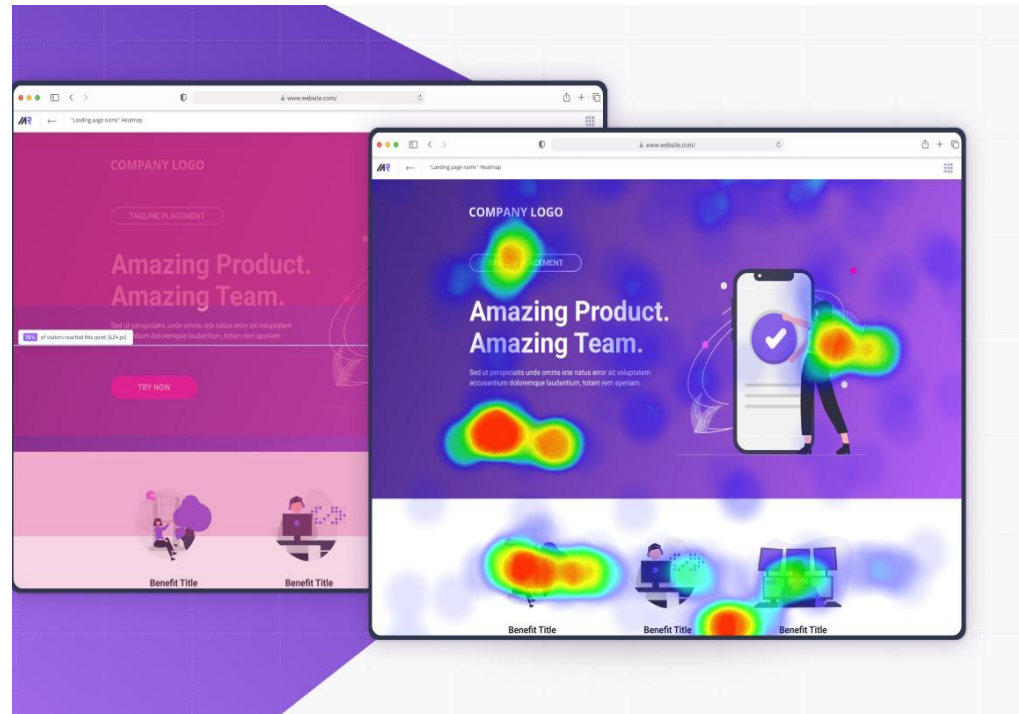 www.website.com/
"Landing page name" Heatmap
COMPANY LOGO
TAGLINE PLACEMENT
Amazing Product.
Amazing Team.
Sed ut perspiciatis unde omnis iste natus error sit voluptatem
accusantium doloremque laudantium, totam rem aperiam.
of visitors reached this point (624 px)
TRY NOW
Benefit Title
Benefit Title
www.website.com/
"Landing page name" Heatmap
COMPANY LOGO
Amazing Product.
Amazing Team.
Sed ut perspiciatis unde omnis iste natus error sit voluptatem
accusantium doloremque laudantium, totam rem aperiam.
Benefit Title
Benefit Title
Benefit Title